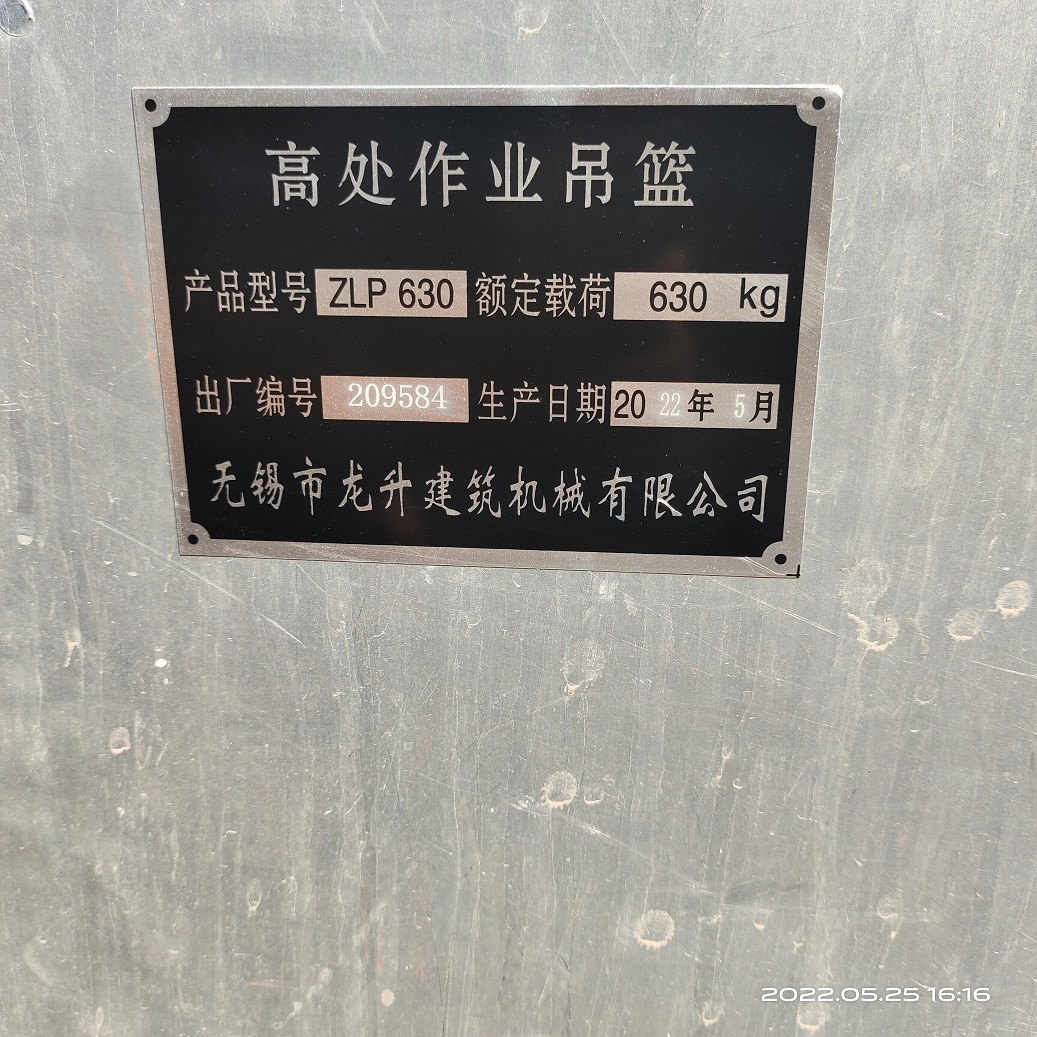 高处作业吊篮
产品型号 ZLP 630 额定载荷 630 kg
出厂编号 209584 生产日期 2022年 5月
无锡市龙升建筑机械有限公司
2022.05.25 16:16